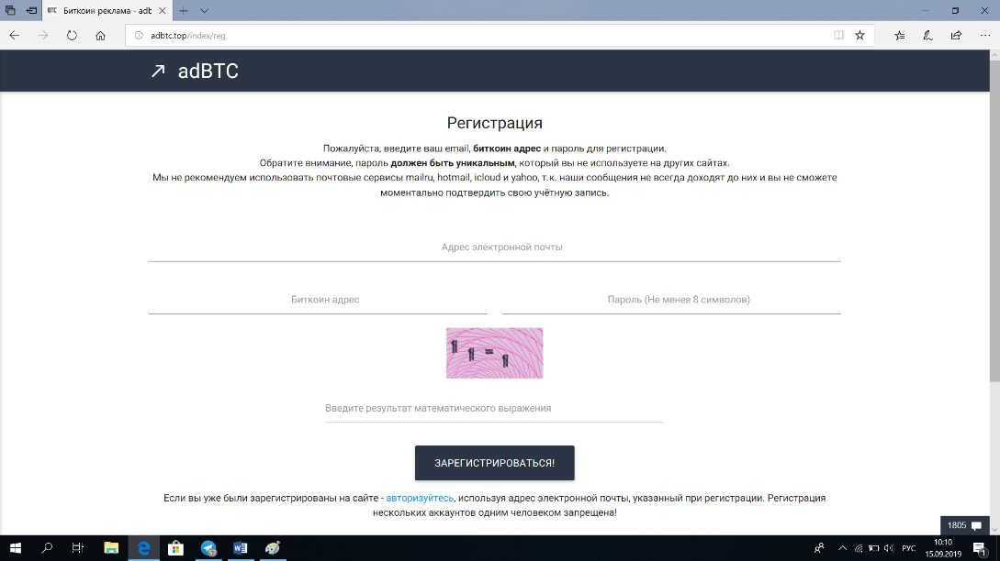 BTC Биткоин реклама - adb
adbtc.top/index/reg
adBTC
Регистрация
Пожалуйста, введите ваш email, биткоин адрес и пароль для регистрации.
Обратите внимание, пароль должен быть уникальным, который вы не используете на других сайтах.
Мы не рекомендуем использовать почтовые сервисы mailru, hotmail, icloud и yahoo, т.к. наши сообщения не всегда доходят до них и вы не сможете
моментально подтвердить свою учётную запись.
Адрес электронной почты
Биткоин адрес
Пароль (Не менее 8 символов)
1 1 - 1
Введите результат математического выражения
ЗАРЕГИСТРИРОВАТЬСЯ!
Если вы уже были зарегистрированы на сайте - авторизуйтесь, используя адрес электронной почты, указанный при регистрации. Регистрация
нескольких аккаунтов одним человеком запрещена!
1805
РУС
10:10
15.09.2019
1